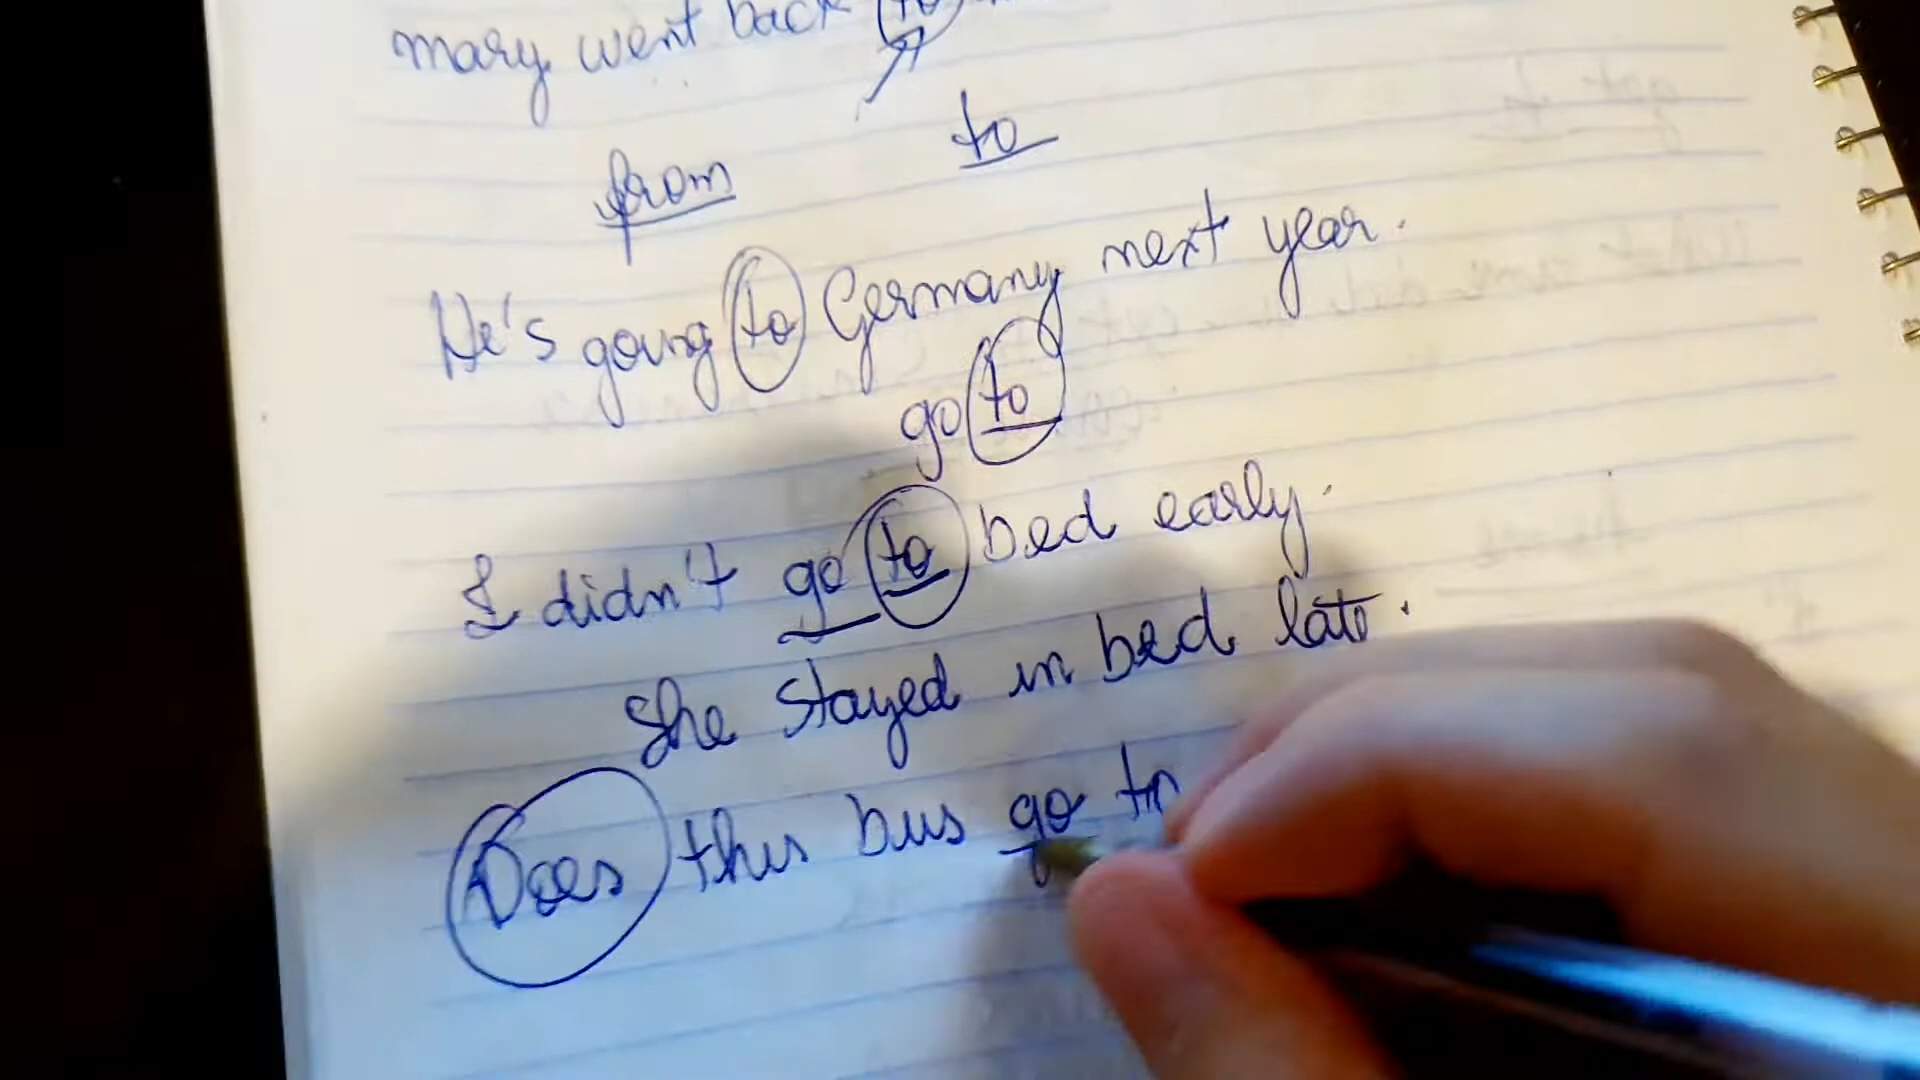 mary went back to
from to
He's going to Germany next year.
go to
I didn't go to bed early.
She stayed in bed late.
Does this bus go to